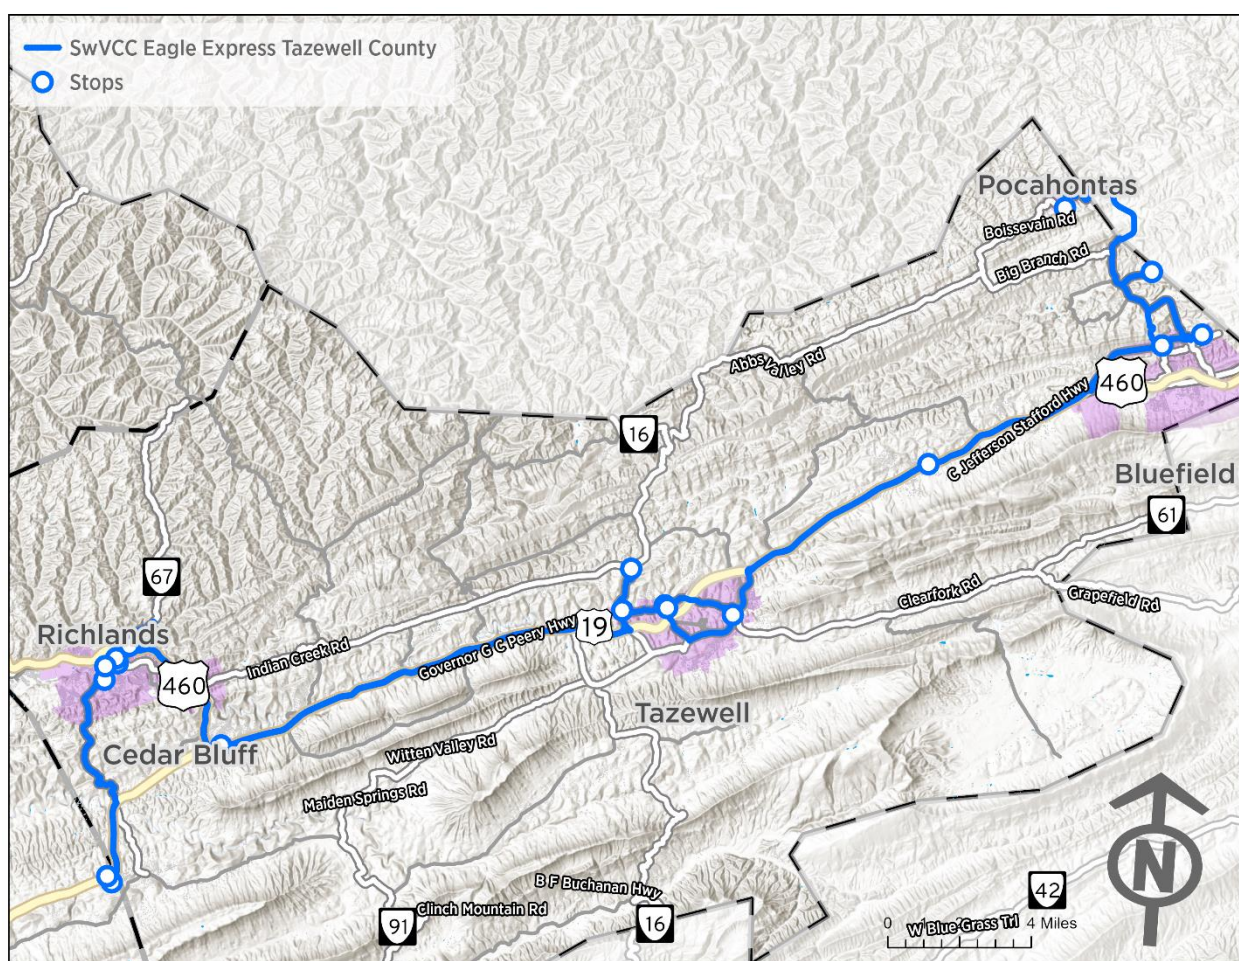 SwVCC Eagle Express Tazewell County
Stops
Pocahontas
Boissevain Rd
Big Branch Rd
Abbs Valley Rd
460
C Jefferson Stafford Hwy
16
Bluefield
61
67
Clearfork Rd
Grapefield Rd
19
Governor G C Peery Hwy
Richlands
Indian Creek Rd
460
Tazewell
Cedar Bluff
Witten Valley Rd
Maiden Springs Rd
B F Buchanan Hwy
42
Clinch Mountain Rd
91
16
W Blue Grass Trl
0
4 Miles
N